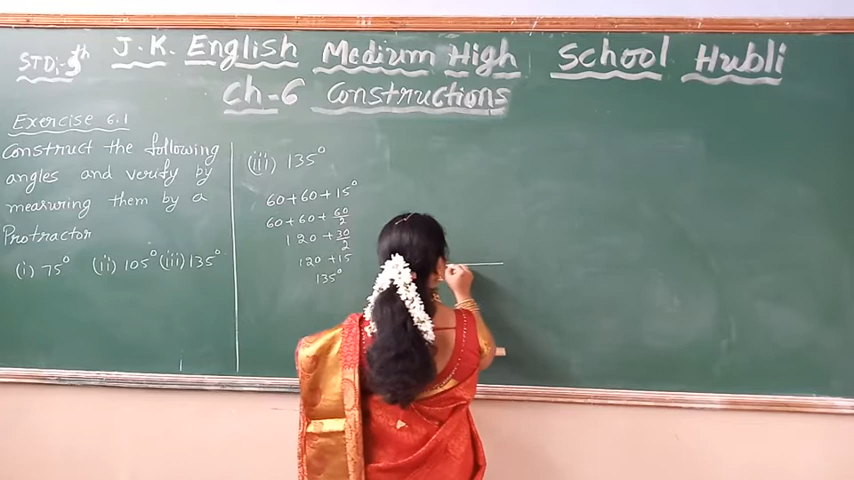 STD:- 9th
J.K. English Medium High School Hubli
Ch-6 Constructions
Exercise 6.1
Construct the following
angles and verify by
measuring them by a
Protractor
(i) 75° (ii) 105° (iii) 135°
(iii) 135°
60+60+15°
60+60+60/2
120+30/2
120+15
135°